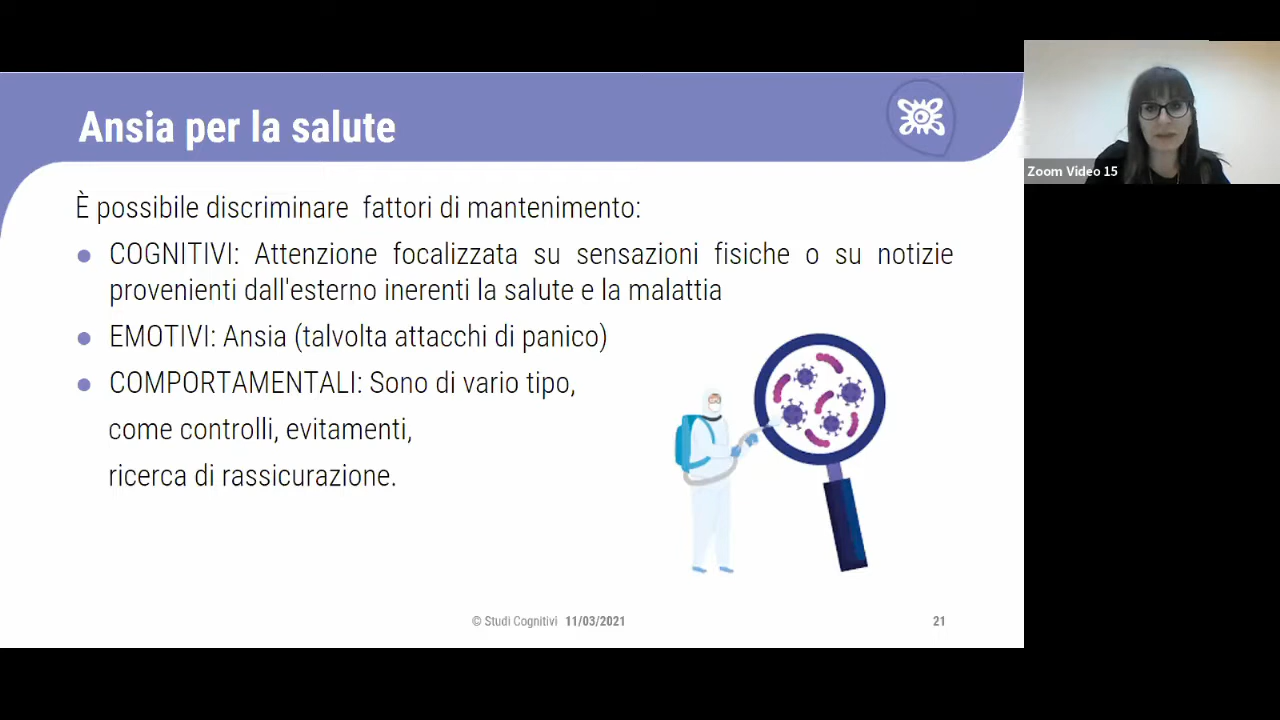 Ansia per la salute
Zoom Video 15
È possibile discriminare fattori di mantenimento:
COGNITIVI: Attenzione focalizzata su sensazioni fisiche o su notizie
provenienti dall'esterno inerenti la salute e la malattia
EMOTIVI: Ansia (talvolta attacchi di panico)
COMPORTAMENTALI: Sono di vario tipo,
come controlli, evitamenti,
ricerca di rassicurazione.
© Studi Cognitivi 11/03/2021
21